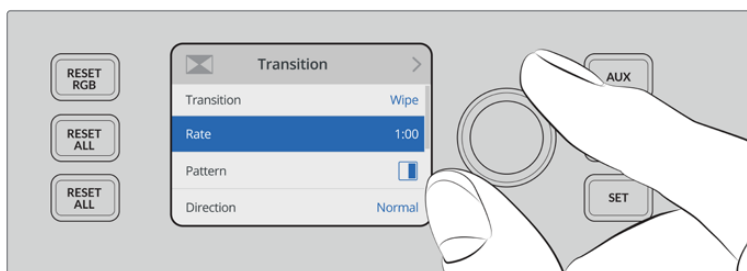 RESET
RGB
RESET
ALL
RESET
ALL
Transition
Transition Wipe
Rate 1:00
Pattern
Direction Normal
AUX
SET